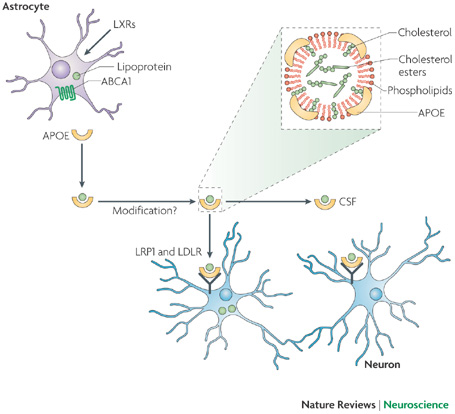 Astrocyte
LXRs
Lipoprotein
ABCA1
APOE
Cholesterol
Cholesterol
esters
Phospholipids
APOE
Modification?
CSF
LRP1 and LDLR
Neuron
Nature Reviews | Neuroscience